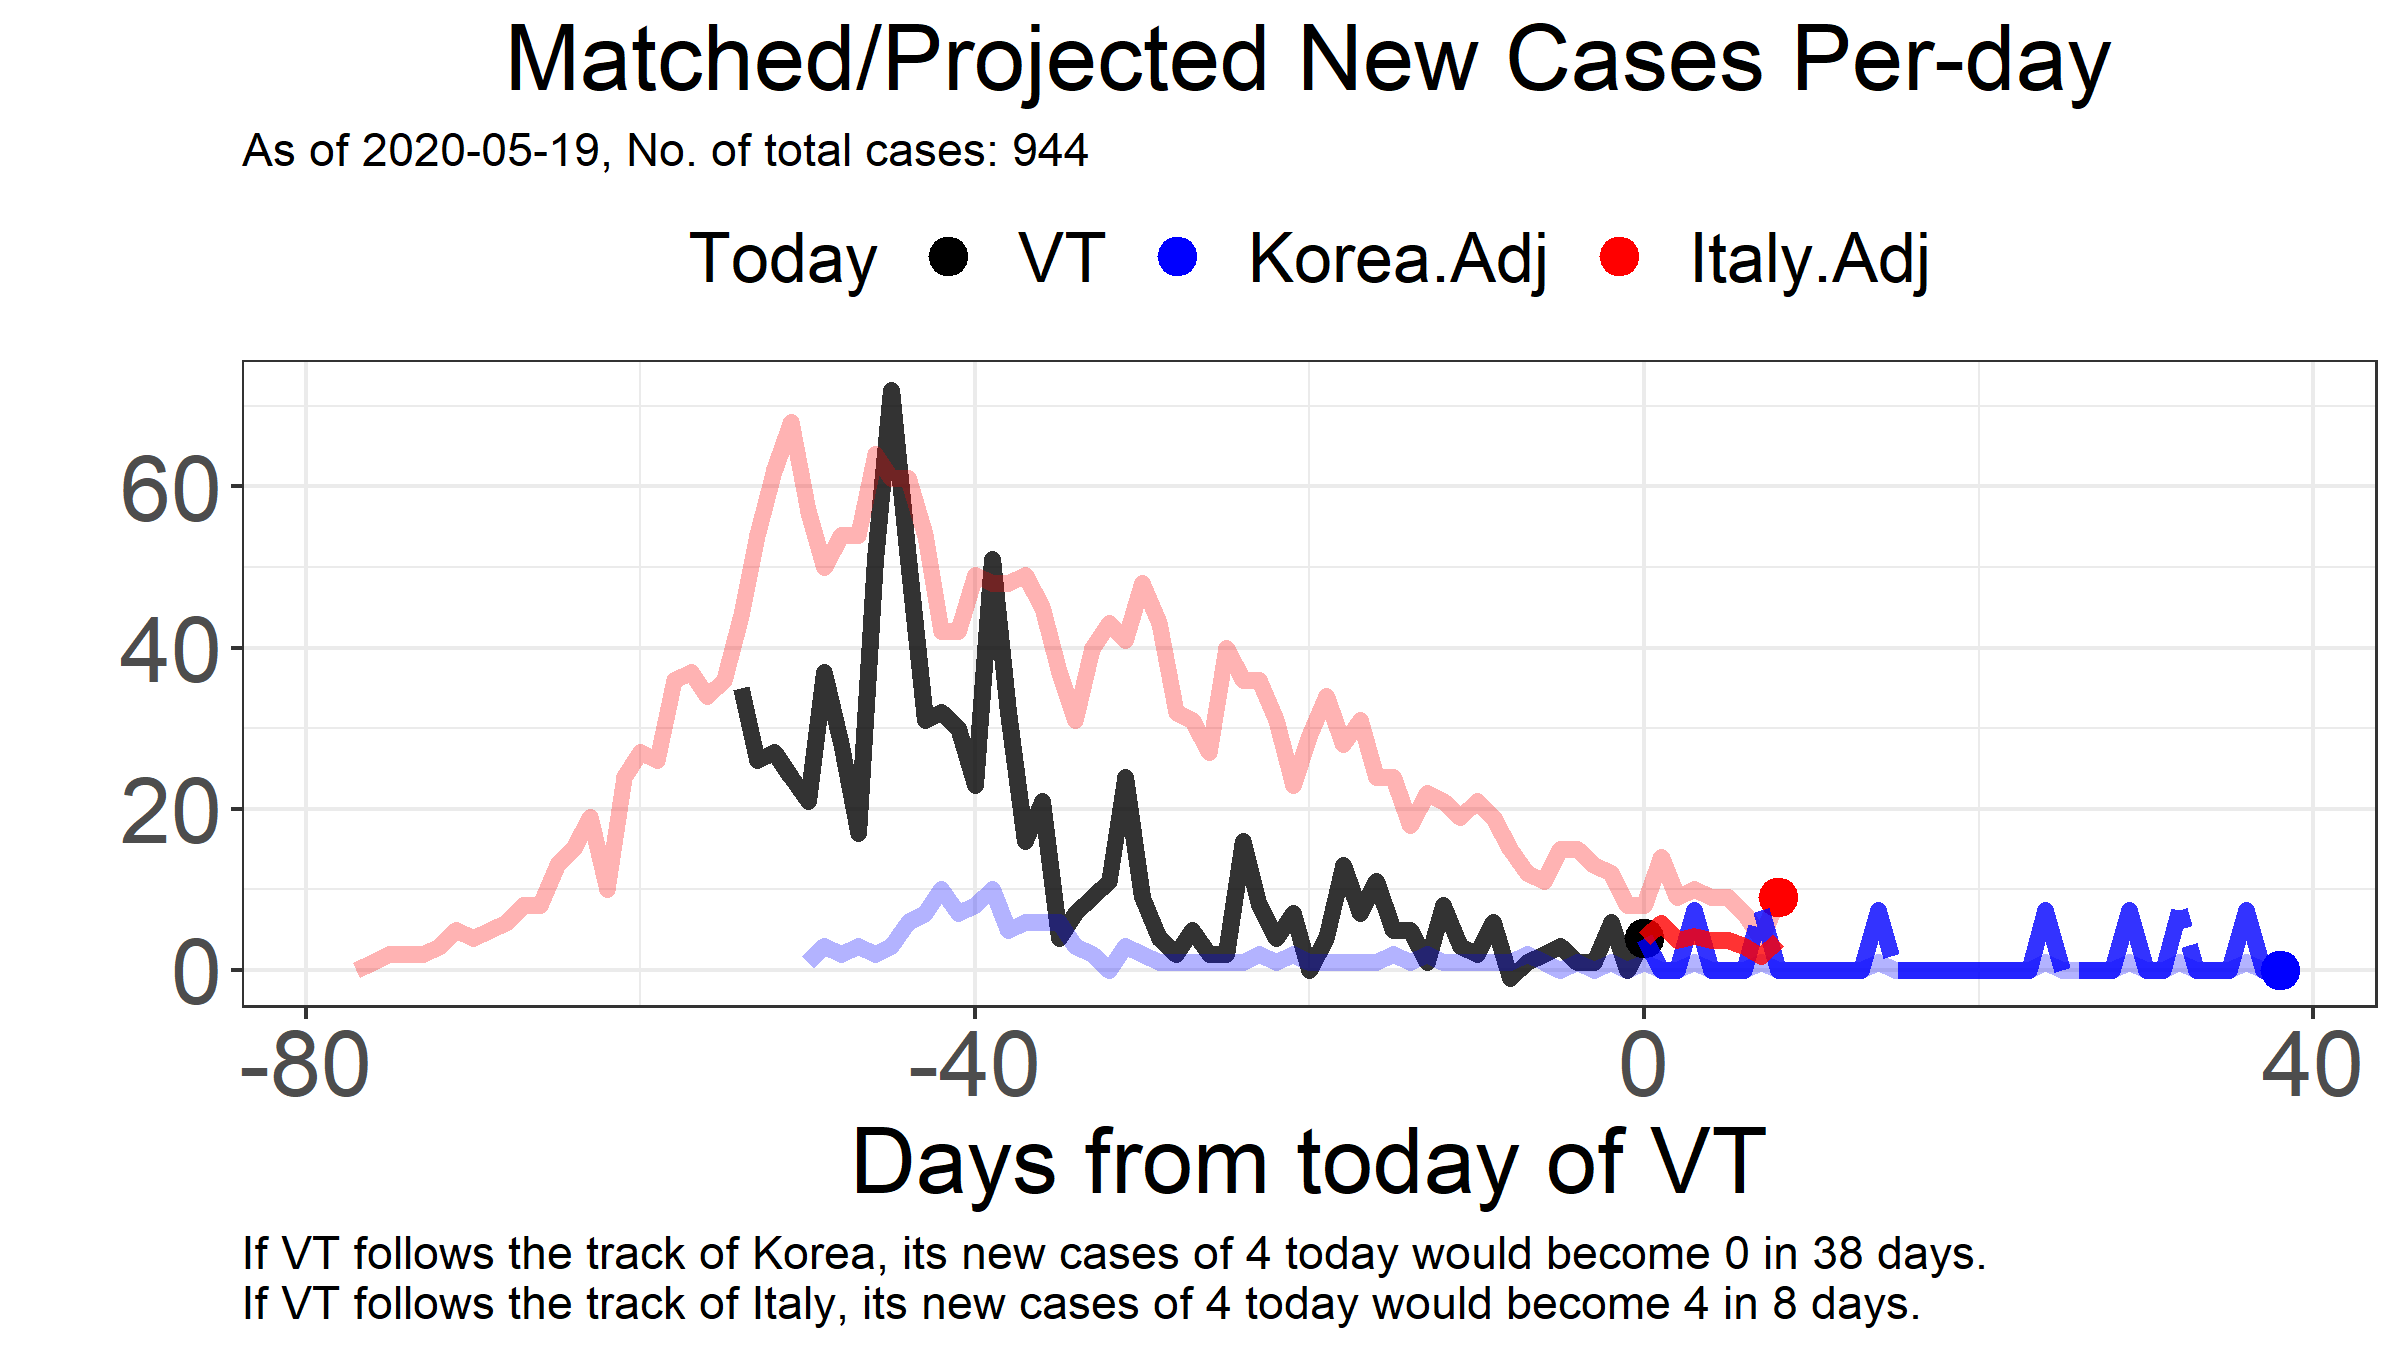 Matched/Projected New Cases Per-day
As of 2020-05-19, No. of total cases: 944
Today VT Korea.Adj Italy.Adj
60
40
20
0
-80 -40 0 40
Days from today of VT
If VT follows the track of Korea, its new cases of 4 today would become 0 in 38 days.
If VT follows the track of Italy, its new cases of 4 today would become 4 in 8 days.